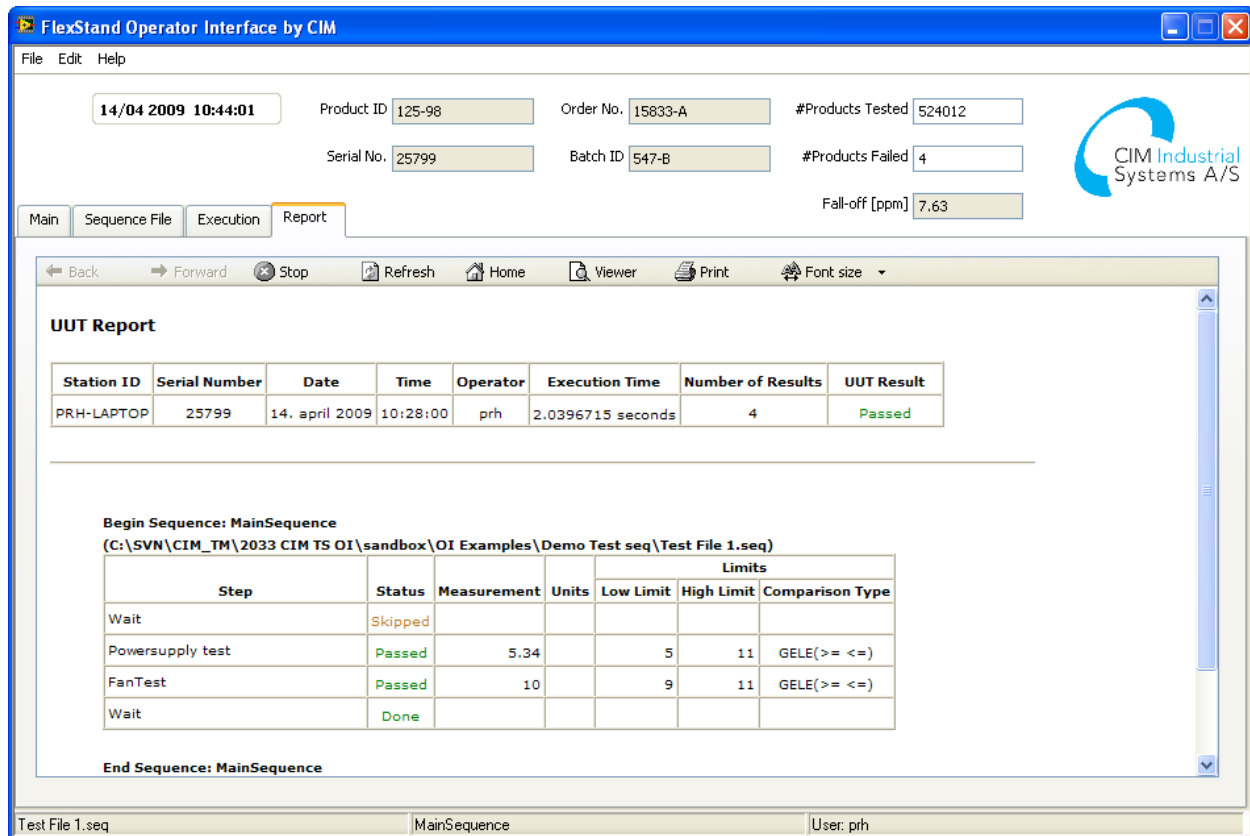 FlexStand Operator Interface by CIM
File Edit Help
14/04 2009 10:44:01
Product ID 125-98
Order No. 15833-A
#Products Tested 524012
Serial No. 25799
Batch ID 547-B
#Products Failed 4
Fall-off [ppm] 7.63
CIM Industrial
Systems A/S
Main Sequence File Execution Report
Back Forward Stop Refresh Home Viewer Print Font size
UUT Report
Station ID Serial Number Date Time Operator Execution Time Number of Results UUT Result
PRH-LAPTOP 25799 14. april 2009 10:28:00 prh 2.0396715 seconds 4 Passed
Begin Sequence: MainSequence
(C:\SVN\CIM_TM\2033 CIM TS OI\sandbox\OI Examples\Demo Test seq\Test File 1.seq)
Limits
Step Status Measurement Units Low Limit High Limit Comparison Type
Wait Skipped
Powersupply test Passed 5.34 5 11 GELE(>= <=)
FanTest Passed 10 9 11 GELE(>= <=)
Wait Done
End Sequence: MainSequence
Test File 1.seq MainSequence User: prh